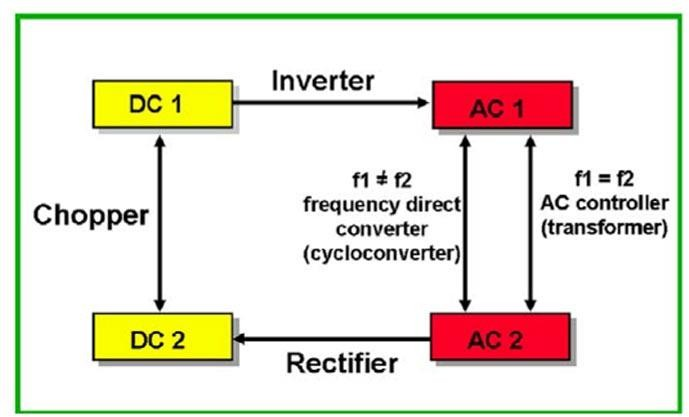 Inverter
DC 1
AC 1
Chopper
f1 ≠ f2
frequency direct
converter
(cycloconverter)
f1 = f2
AC controller
(transformer)
DC 2
AC 2
Rectifier